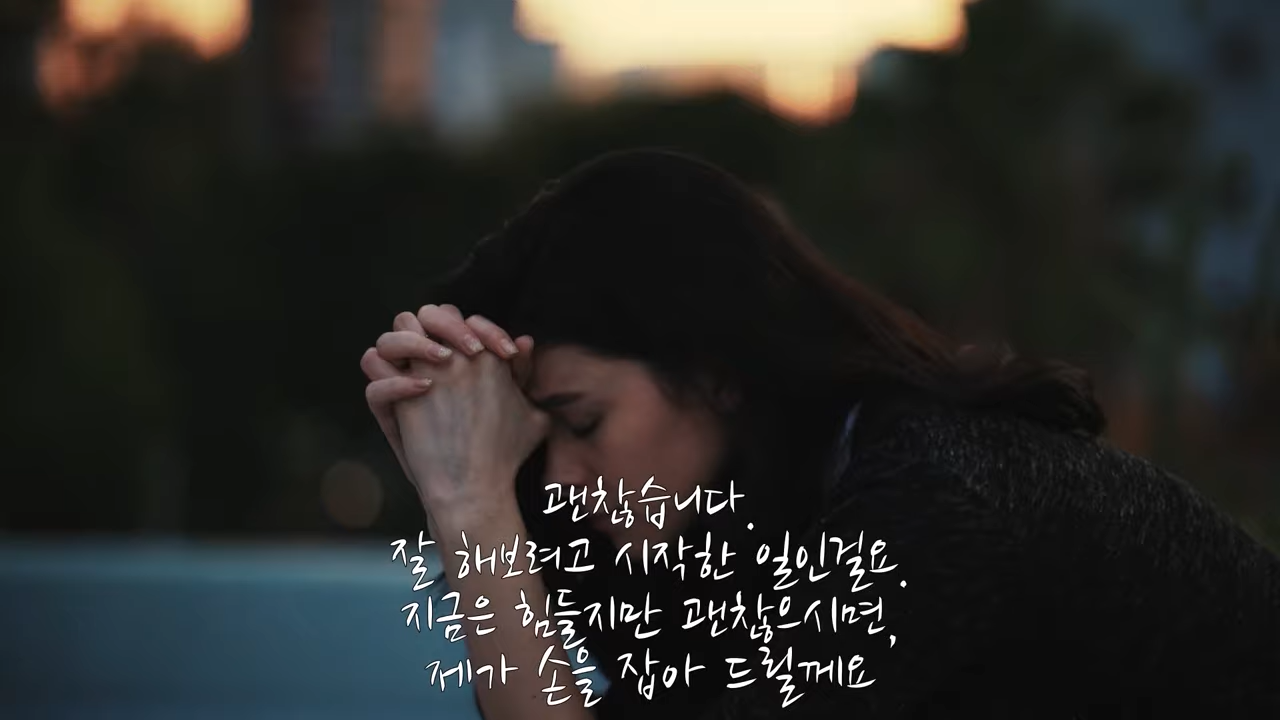 괜찮습니다.
잘 해보려고 시작한 일인걸요.
지금은 힘들지만 괜찮으시면,
제가 손을 잡아 드릴께요